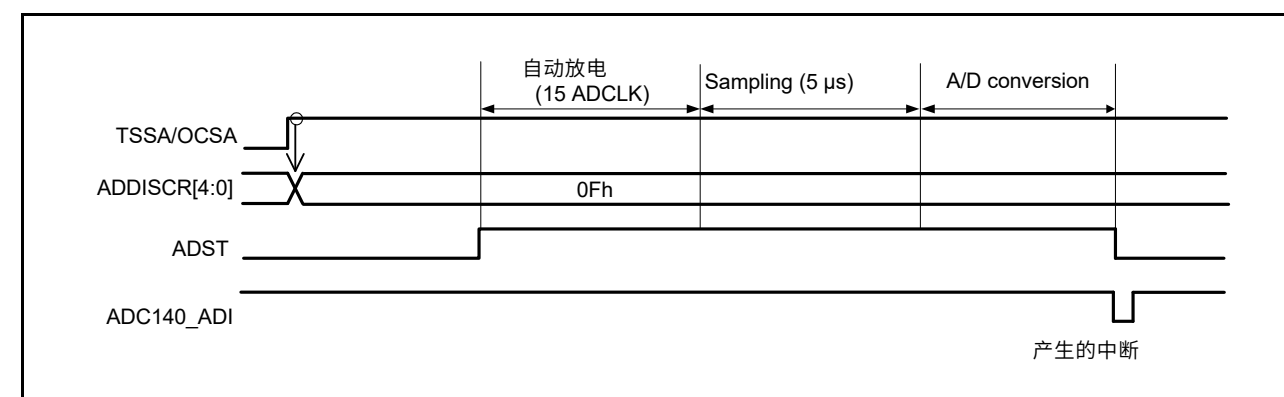 自动放电
(15 ADCLK)
Sampling (5 µs)
A/D conversion
TSSA/OCSA
ADDISCR[4:0]
0Fh
ADST
ADC140_ADI
产生的中断